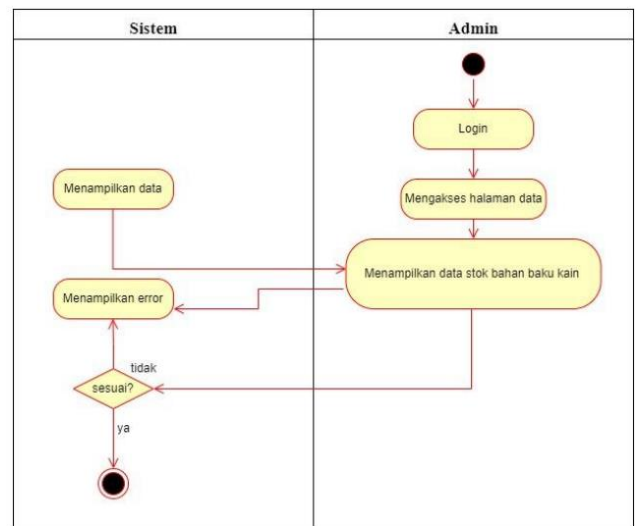 Sistem
Admin
Login
Menampilkan data
Mengakses halaman data
Menampilkan data stok bahan baku kain
Menampilkan error
tidak
sesuai?
ya